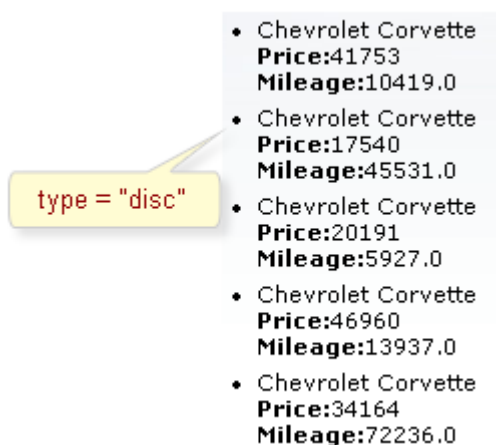 • Chevrolet Corvette
Price:41753
Mileage:10419.0
• Chevrolet Corvette
Price:17540
Mileage:45531.0
type = "disc"
• Chevrolet Corvette
Price:20191
Mileage:5927.0
• Chevrolet Corvette
Price:46960
Mileage:13937.0
• Chevrolet Corvette
Price:34164
Mileage:72236.0